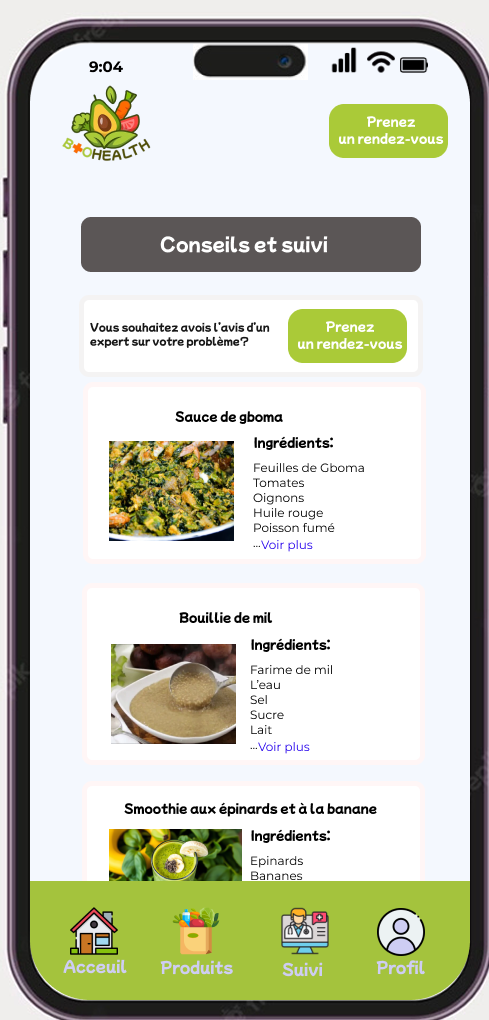 9:04
BIOHEALTH
Prenez
un rendez-vous
Conseils et suivi
Vous souhaitez avois l'avis d'un
expert sur votre problème?
Prenez
un rendez-vous
Sauce de gboma
Ingrédients:
Feuilles de Gboma
Tomates
Oignons
Huile rouge
Poisson fumé
...Voir plus
Bouillie de mil
Ingrédients:
Farime de mil
L'eau
Sel
Sucre
Lait
...Voir plus
Smoothie aux épinards et à la banane
Ingrédients:
Epinards
Bananes
Acceuil
Produits
Suivi
Profil